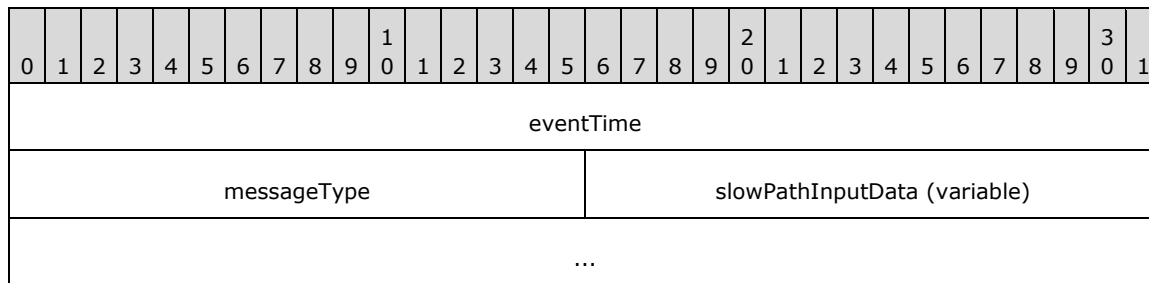 1 2 3
0 1 2 3 4 5 6 7 8 9 0 1 2 3 4 5 6 7 8 9 0 1 2 3 4 5 6 7 8 9 0 1
eventTime
messageType slowPathInputData (variable)
...